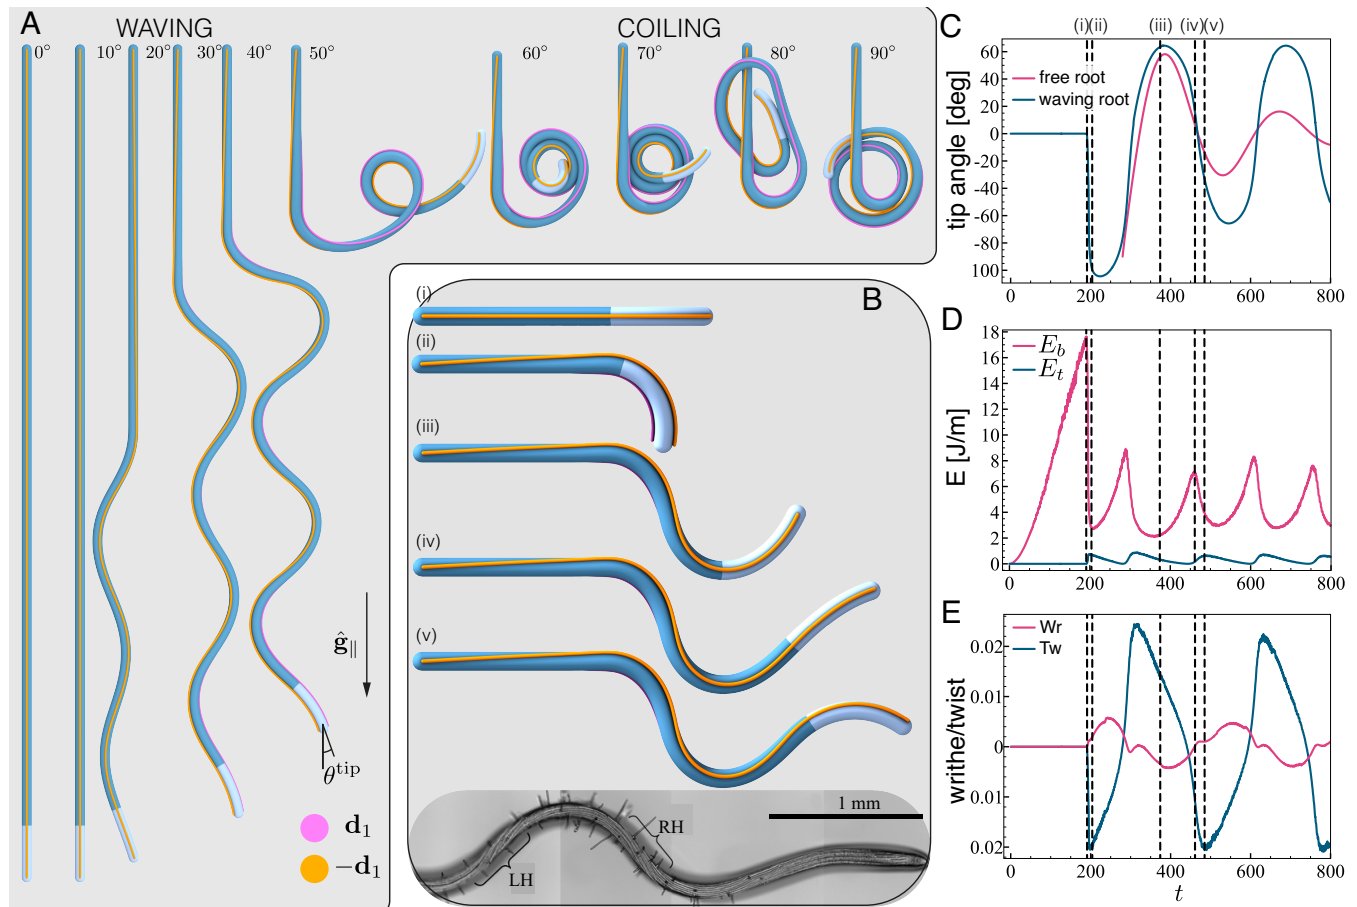 A
WAVING
COILING
0°
10°
20°
30°
40°
50°
60°
70°
80°
90°
ĝ∥
θ^tip
d₁
-d₁
B
(i)
(ii)
(iii)
(iv)
(v)
1 mm
RH
LH
C
(i)(ii)
(iii)
(iv)(v)
free root
waving root
tip angle [deg]
60
40
20
0
-20
-40
-60
-80
100
0
200
400
600
800
D
E_b
E_t
E [J/m]
18
16
14
12
10
8
6
4
2
0
0
200
400
600
800
E
Wr
Tw
writhe/twist
0.02
0.01
0
0.01
0.02
0
200
400
600
800
t